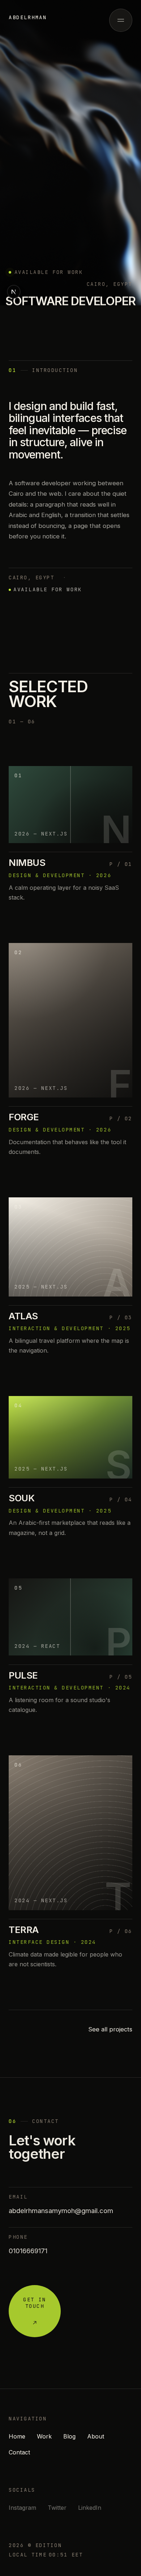 ABDELRHMAN
AVAILABLE FOR WORK
CAIRO, EGYPT
N
SOFTWARE DEVELOPER
01 — INTRODUCTION
I design and build fast,
bilingual interfaces that
feel inevitable — precise
in structure, alive in
movement.
A software developer working between
Cairo and the web. I care about the quiet
details: a paragraph that reads well in
Arabic and English, a transition that settles
instead of bouncing, a page that opens
before you notice it.
CAIRO, EGYPT
AVAILABLE FOR WORK
SELECTED
WORK
01 — 06
01
N
2026 — NEXT.JS
NIMBUS
P / 01
DESIGN & DEVELOPMENT · 2026
A calm operating layer for a noisy SaaS
stack.
02
F
2026 — NEXT.JS
FORGE
P / 02
DESIGN & DEVELOPMENT · 2026
Documentation that behaves like the tool it
documents.
A
2025 — NEXT.JS
ATLAS
P / 03
INTERACTION & DEVELOPMENT · 2025
A bilingual travel platform where the map is
the navigation.
04
S
2025 — NEXT.JS
SOUK
P / 04
DESIGN & DEVELOPMENT · 2025
An Arabic-first marketplace that reads like a
magazine, not a grid.
05
P
2024 — REACT
PULSE
P / 05
INTERACTION & DEVELOPMENT · 2024
A listening room for a sound studio's
catalogue.
06
T
2024 — NEXT.JS
TERRA
P / 06
INTERFACE DESIGN · 2024
Climate data made legible for people who
are not scientists.
See all projects
06 — CONTACT
Let's work
together
EMAIL
abdelrhmansamymoh@gmail.com
PHONE
01016669171
GET IN
TOUCH
↗
NAVIGATION
Home Work Blog About
Contact
SOCIALS
Instagram Twitter LinkedIn
2026 © EDITION
LOCAL TIME 00:51 EET